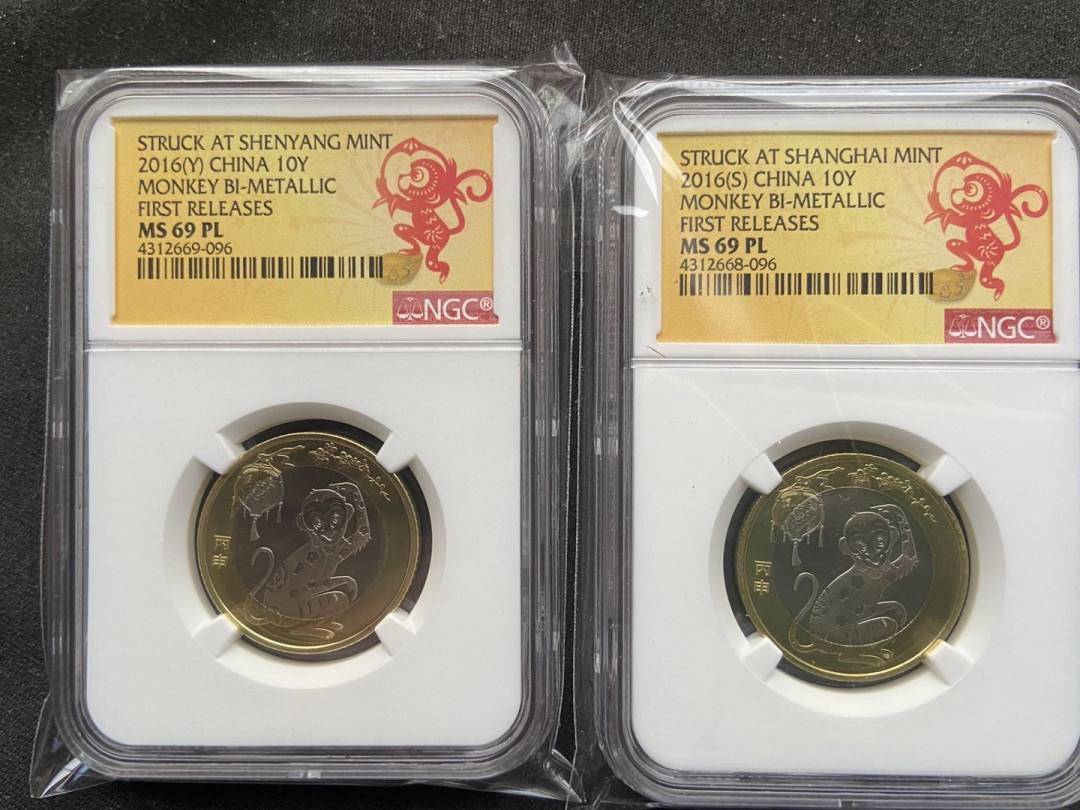 STRUCK AT SHENYANG MINT
2016(Y) CHINA 10Y
MONKEY BI-METALLIC
FIRST RELEASES
MS 69 PL
4312669-096
NGC®
丙申
STRUCK AT SHANGHAI MINT
2016(S) CHINA 10Y
MONKEY BI-METALLIC
FIRST RELEASES
MS 69 PL
4312668-096
NGC®
丙申